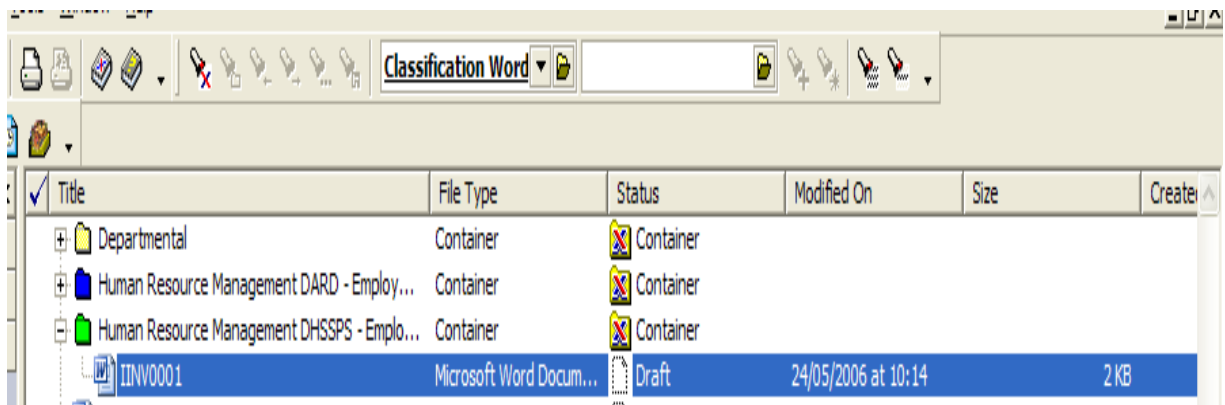 Classification Word
Title File Type Status Modified On Size Create
Departmental Container Container
Human Resource Management DARD - Employ... Container Container
Human Resource Management DHSSPS - Emplo... Container Container
IINV0001 Microsoft Word Docum... Draft 24/05/2006 at 10:14 2 KB